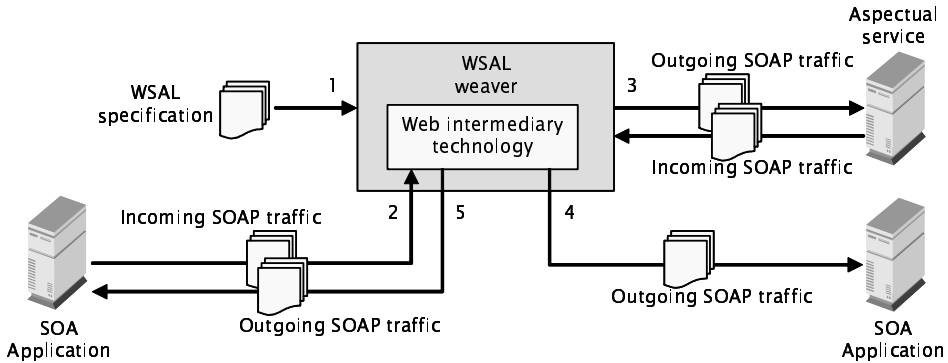 Aspectual
service
WSAL
weaver
Outgoing SOAP traffic
WSAL
specification
1
3
Web intermediary
technology
Incoming SOAP traffic
2
5
4
Incoming SOAP traffic
Outgoing SOAP traffic
Outgoing SOAP traffic
SOA
Application
SOA
Application